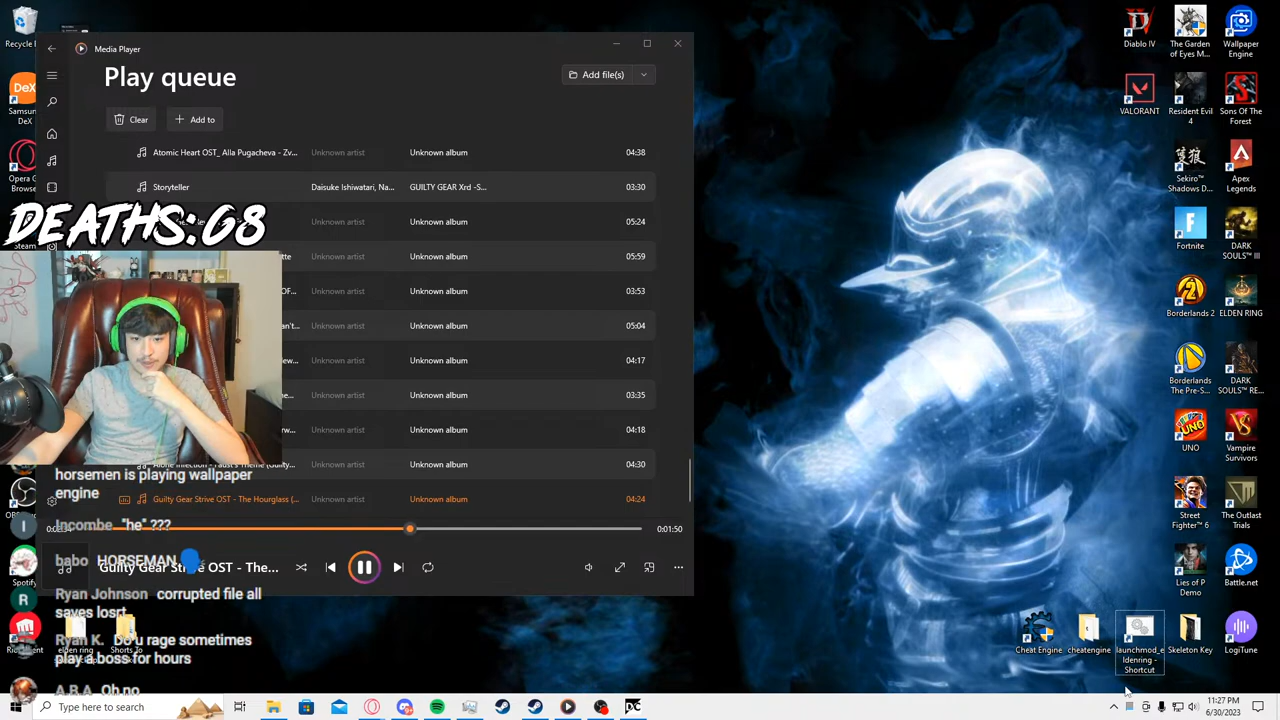 Media Player
Play queue
Add file(s)
Clear
Add to
Atomic Heart OST_ Alla Pugacheva - Zv...
Unknown artist
Unknown album
04:38
Storyteller
Daisuke Ishiwatari, Na...
GUILTY GEAR Xrd -S...
03:30
Unknown artist
Unknown album
05:24
Unknown artist
Unknown album
05:59
Unknown artist
Unknown album
03:53
Unknown artist
Unknown album
05:04
Unknown artist
Unknown album
04:17
Unknown artist
Unknown album
03:35
Unknown artist
Unknown album
04:18
Unknown artist
Unknown album
04:30
Guilty Gear Strive OST - The Hourglass (...
Unknown artist
Unknown album
04:24
0:01:50
Guilty Gear Strive OST - The...
DEATHS:68
horsemen is playing wallpaper
engine
"he" ???
babo HORSEMAN
Ryan Johnson corrupted file all
saves lost
Ryan K. Do u rage sometimes
play a boss for hours
A.B.A Oh no
Diablo IV
The Garden
of Eyes M...
Wallpaper
Engine
VALORANT
Resident Evil
4
Sons Of The
Forest
Sekiro™
Shadows D...
Apex
Legends
Fortnite
DARK
SOULS™ III
Borderlands 2
ELDEN RING
Borderlands
The Pre-S...
DARK
SOULS™ RE...
UNO
Vampire
Survivors
Street
Fighter™ 6
The Outlast
Trials
Lies of P
Demo
Battle.net
Cheat Engine
cheatengine
launchmod_e
ldenring -
Shortcut
Skeleton Key
LogiTune
Type here to search
11:27 PM
6/30/2023